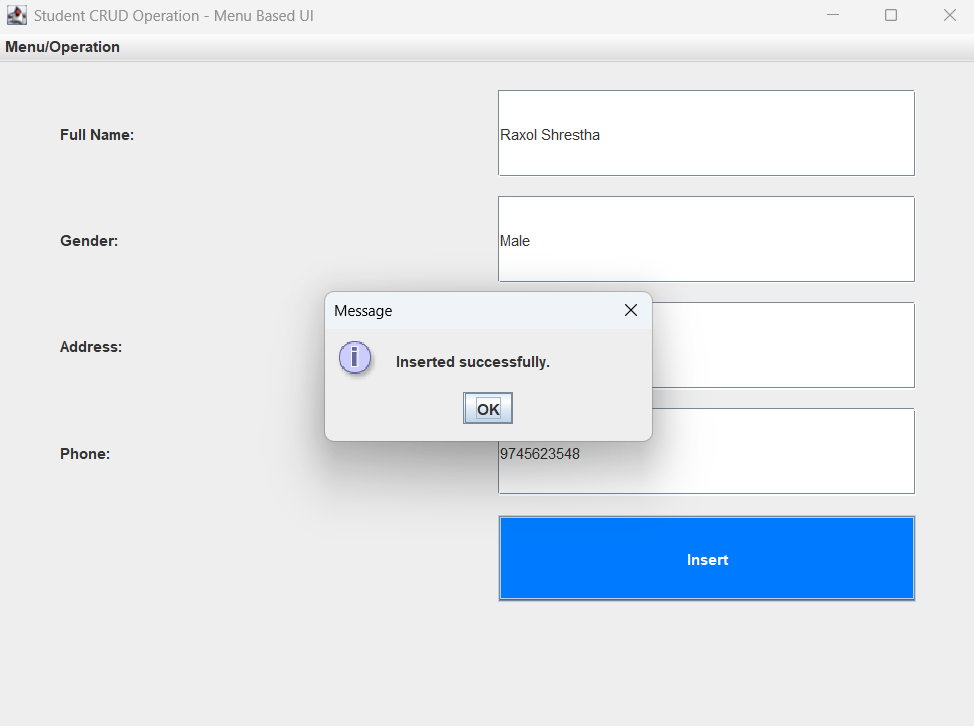 Student CRUD Operation - Menu Based UI
Menu/Operation
Full Name:
Raxol Shrestha
Gender:
Male
Message
Address:
i
Inserted successfully.
OK
Phone:
9745623548
Insert